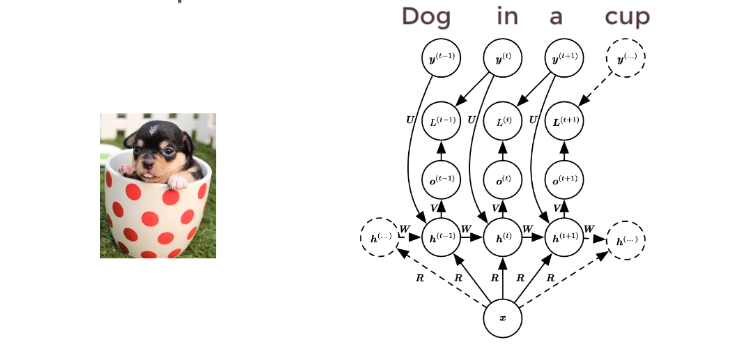 Dog in a cup
y^(t−1) y^(t) y^(t+1) y^(...)
U L^(t−1) U L^(t) U L^(t+1)
o^(t−1) o^(t) o^(t+1)
V V V
h^(...) W h^(t−1) W h^(t) W h^(t+1) W h^(...)
R R R R R
x